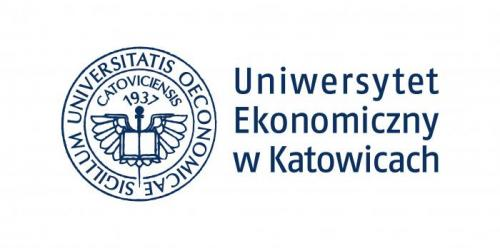 SIGILLUM UNIVERSITATIS OECONOMICAE
CATOVICIENSIS
1937
Uniwersytet
Ekonomiczny
w Katowicach